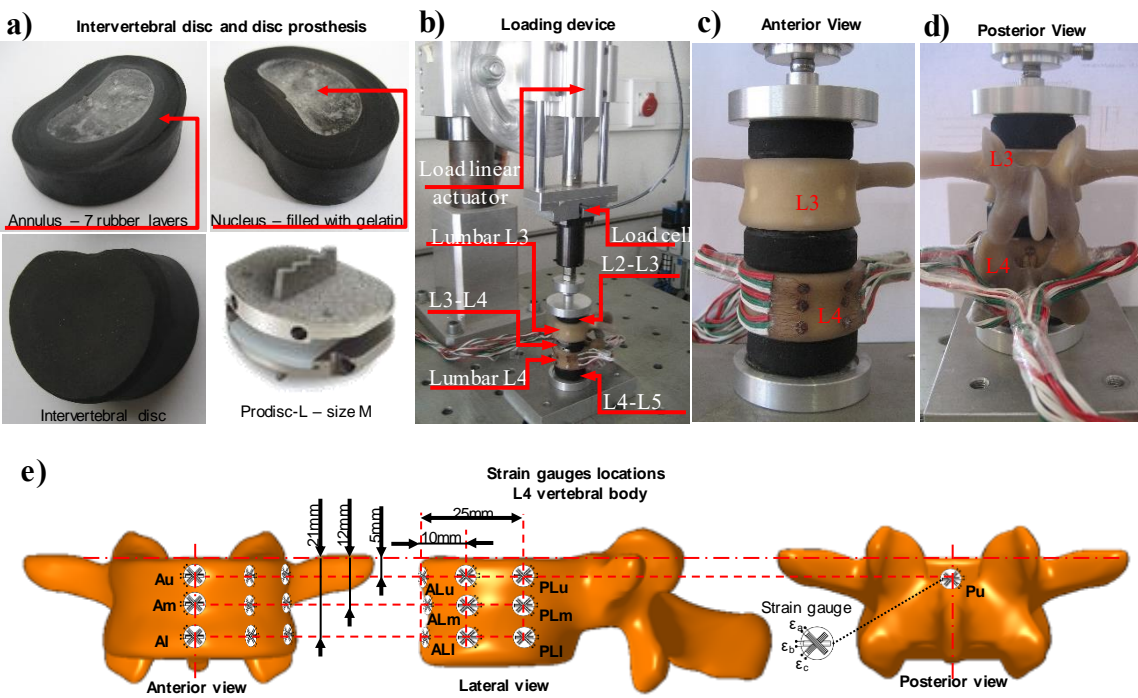 a)
Intervertebral disc and disc prosthesis
Annulus – 7 rubber layers
Nucleus – filled with gelatin
Intervertebral disc
Prodisc-L – size M
b)
Loading device
Load linear
actuator
Load cell
Lumbar L3
L2-L3
L3-L4
Lumbar L4
L4-L5
c)
Anterior View
L3
L4
d)
Posterior View
L3
L4
e)
Strain gauges locations
L4 vertebral body
21mm
12mm
5mm
25mm
10mm
Au
Am
Al
Anterior view
ALu
ALm
ALl
PLu
PLm
PLl
Lateral view
Pu
Strain gauge
εa
εb
εc
Posterior view